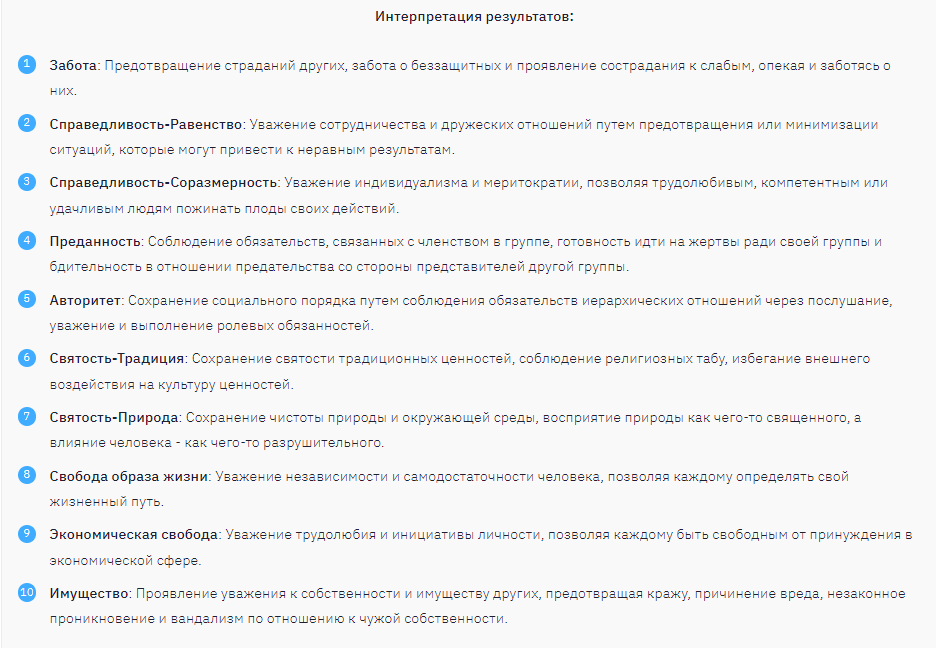 Интерпретация результатов:
1 Забота: Предотвращение страданий других, забота о беззащитных и проявление сострадания к слабым, опекая и заботясь о
них.
2 Справедливость-Равенство: Уважение сотрудничества и дружеских отношений путем предотвращения или минимизации
ситуаций, которые могут привести к неравным результатам.
3 Справедливость-Соразмерность: Уважение индивидуализма и меритократии, позволяя трудолюбивым, компетентным или
удачливым людям пожинать плоды своих действий.
4 Преданность: Соблюдение обязательств, связанных с членством в группе, готовность идти на жертвы ради своей группы и
бдительность в отношении предательства со стороны представителей другой группы.
5 Авторитет: Сохранение социального порядка путем соблюдения обязательств иерархических отношений через послушание,
уважение и выполнение ролевых обязанностей.
6 Святость-Традиция: Сохранение святости традиционных ценностей, соблюдение религиозных табу, избегание внешнего
воздействия на культуру ценностей.
7 Святость-Природа: Сохранение чистоты природы и окружающей среды, восприятие природы как чего-то священного, а
влияние человека - как чего-то разрушительного.
8 Свобода образа жизни: Уважение независимости и самодостаточности человека, позволяя каждому определять свой
жизненный путь.
9 Экономическая свобода: Уважение трудолюбия и инициативы личности, позволяя каждому быть свободным от принуждения в
экономической сфере.
10 Имущество: Проявление уважения к собственности и имуществу других, предотвращая кражу, причинение вреда, незаконное
проникновение и вандализм по отношению к чужой собственности.